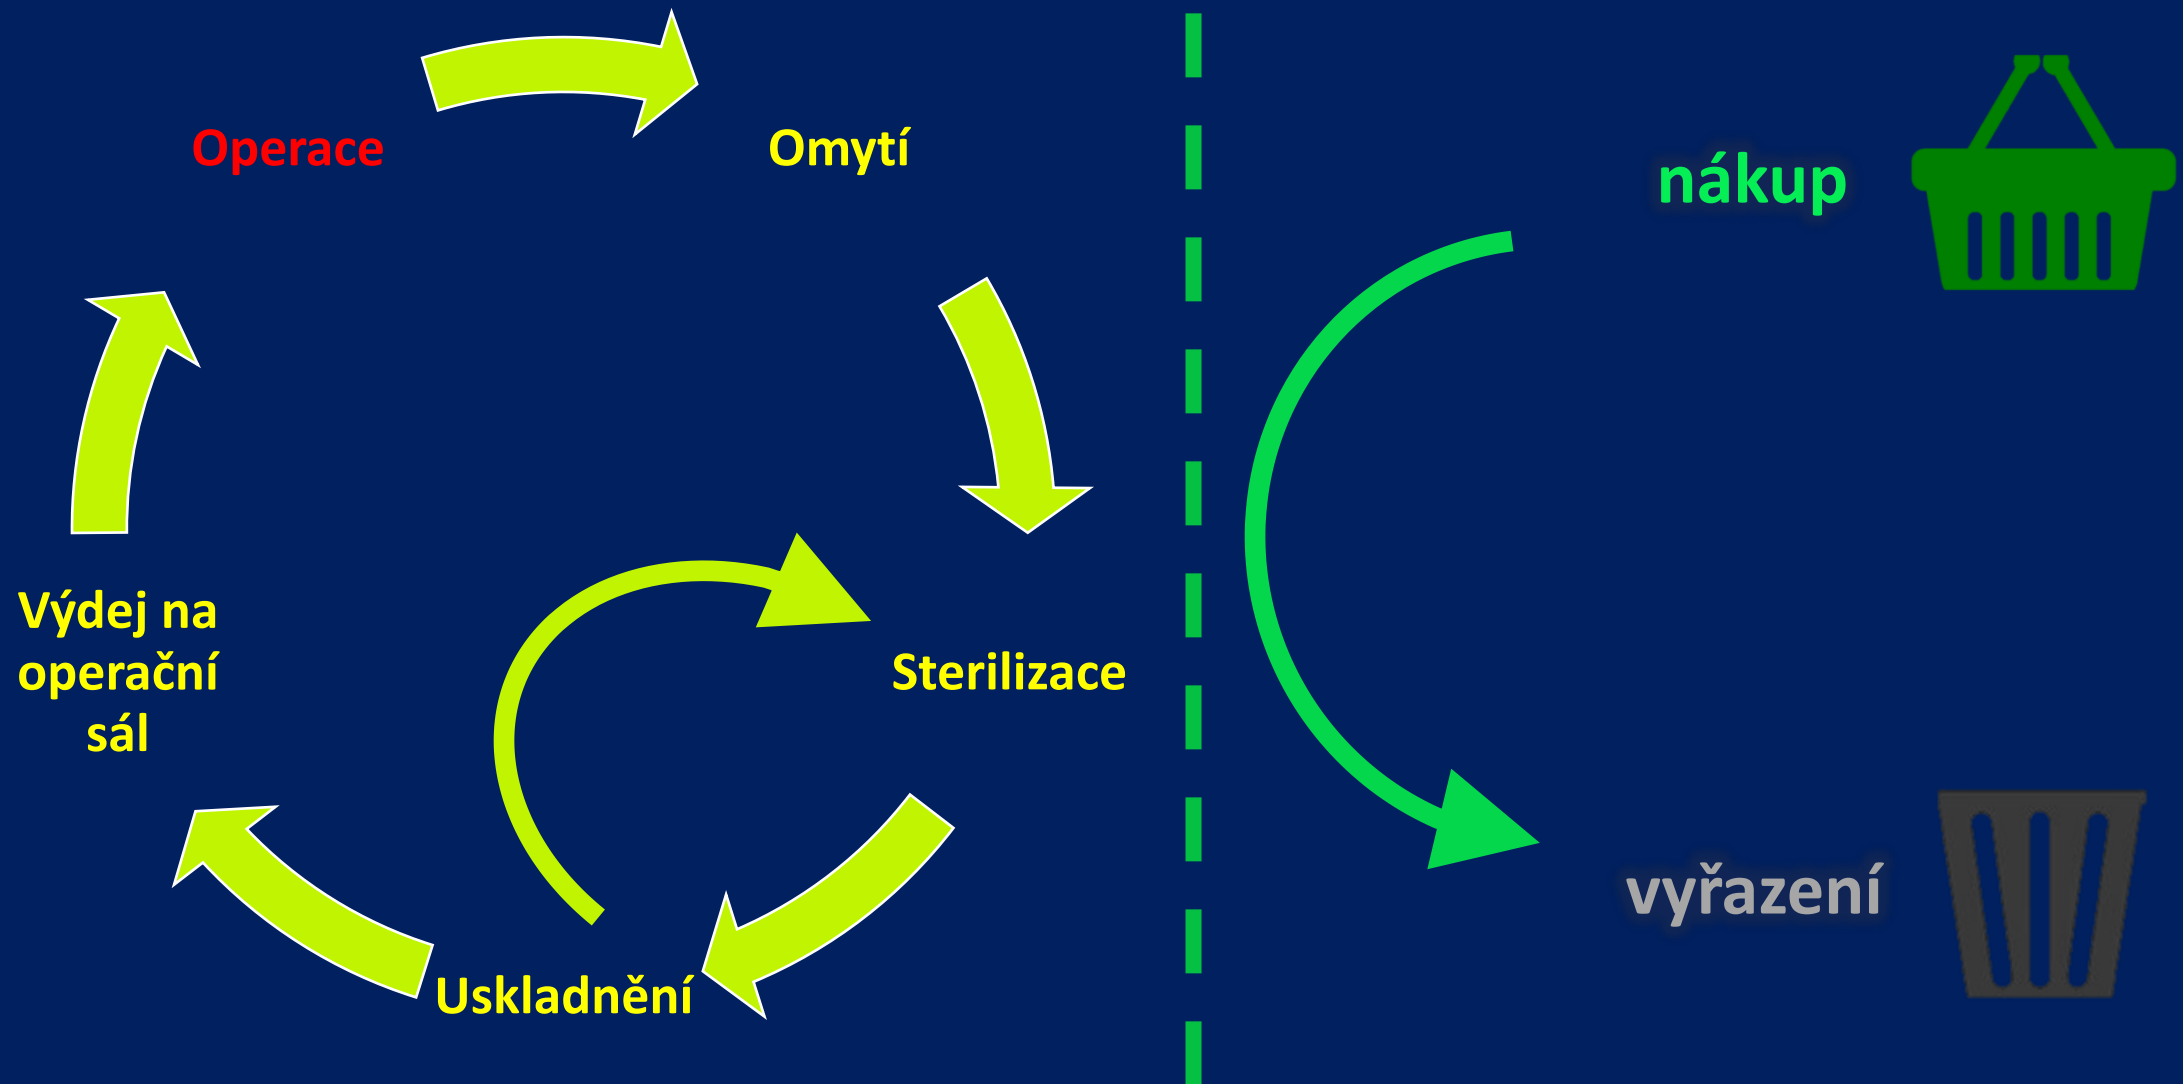 Operace
Omytí
nákup
Výdej na
operační
sál
Sterilizace
vyřazení
Uskladnění